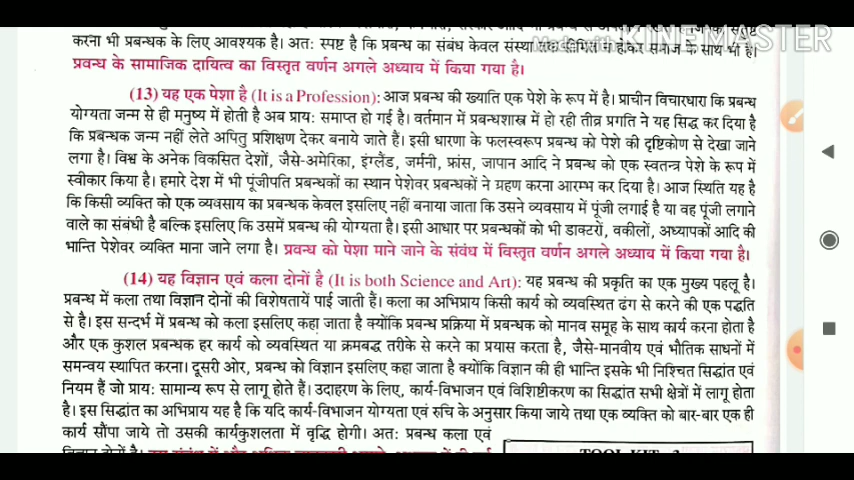 करना भी प्रबन्धक के लिए आवश्यक है। अतः स्पष्ट है कि प्रबन्ध का संबंध केवल संस्था तक सीमित न होकर समाज के साथ भी है।
Made with KINEMASTER
प्रवन्ध के सामाजिक दायित्व का विस्तृत वर्णन अगले अध्याय में किया गया है।
(13) यह एक पेशा है (It is a Profession): आज प्रबन्ध की ख्याति एक पेशे के रूप में है। प्राचीन विचारधारा कि प्रबन्ध
योग्यता जन्म से ही मनुष्य में होती है अब प्रायः समाप्त हो गई है। वर्तमान में प्रबन्धशास्त्र में हो रही तीव्र प्रगति ने यह सिद्ध कर दिया है
कि प्रबन्धक जन्म नहीं लेते अपितु प्रशिक्षण देकर बनाये जाते हैं। इसी धारणा के फलस्वरूप प्रबन्ध को पेशे की दृष्टिकोण से देखा जाने
लगा है। विश्व के अनेक विकसित देशों, जैसे-अमेरिका, इंग्लैंड, जर्मनी, फ्रांस, जापान आदि ने प्रबन्ध को एक स्वतन्त्र पेशे के रूप में
स्वीकार किया है। हमारे देश में भी पूंजीपति प्रबन्धकों का स्थान पेशेवर प्रबन्धकों ने ग्रहण करना आरम्भ कर दिया है। आज स्थिति यह है
कि किसी व्यक्ति को एक व्यवसाय का प्रबन्धक केवल इसलिए नहीं बनाया जाता कि उसने व्यवसाय में पूंजी लगाई है या वह पूंजी लगाने
वाले का संबंधी है बल्कि इसलिए कि उसमें प्रबन्ध की योग्यता है। इसी आधार पर प्रबन्धकों को भी डाक्टरों, वकीलों, अध्यापकों आदि की
भान्ति पेशेवर व्यक्ति माना जाने लगा है। प्रवन्ध को पेशा माने जाने के संवंध में विस्तृत वर्णन अगले अध्याय में किया गया है।
(14) यह विज्ञान एवं कला दोनों है (It is both Science and Art): यह प्रबन्ध की प्रकृति का एक मुख्य पहलू है।
प्रबन्ध में कला तथा विज्ञान दोनों की विशेषतायें पाई जाती हैं। कला का अभिप्राय किसी कार्य को व्यवस्थित ढंग से करने की एक पद्धति
से है। इस सन्दर्भ में प्रबन्ध को कला इसलिए कहा जाता है क्योंकि प्रबन्ध प्रक्रिया में प्रबन्धक को मानव समूह के साथ कार्य करना होता है
और एक कुशल प्रबन्धक हर कार्य को व्यवस्थित या क्रमबद्ध तरीके से करने का प्रयास करता है, जैसे-मानवीय एवं भौतिक साधनों में
समन्वय स्थापित करना। दूसरी ओर, प्रबन्ध को विज्ञान इसलिए कहा जाता है क्योंकि विज्ञान की ही भान्ति इसके भी निश्चित सिद्धांत एवं
नियम हैं जो प्रायः सामान्य रूप से लागू होते हैं। उदाहरण के लिए, कार्य-विभाजन एवं विशिष्टीकरण का सिद्धांत सभी क्षेत्रों में लागू होता
है। इस सिद्धांत का अभिप्राय यह है कि यदि कार्य-विभाजन योग्यता एवं रुचि के अनुसार किया जाये तथा एक व्यक्ति को बार-बार एक ही
कार्य सौंपा जाये तो उसकी कार्यकुशलता में वृद्धि होगी। अतः प्रबन्ध कला एवं
विज्ञान दोनों है।
TOOL KIT